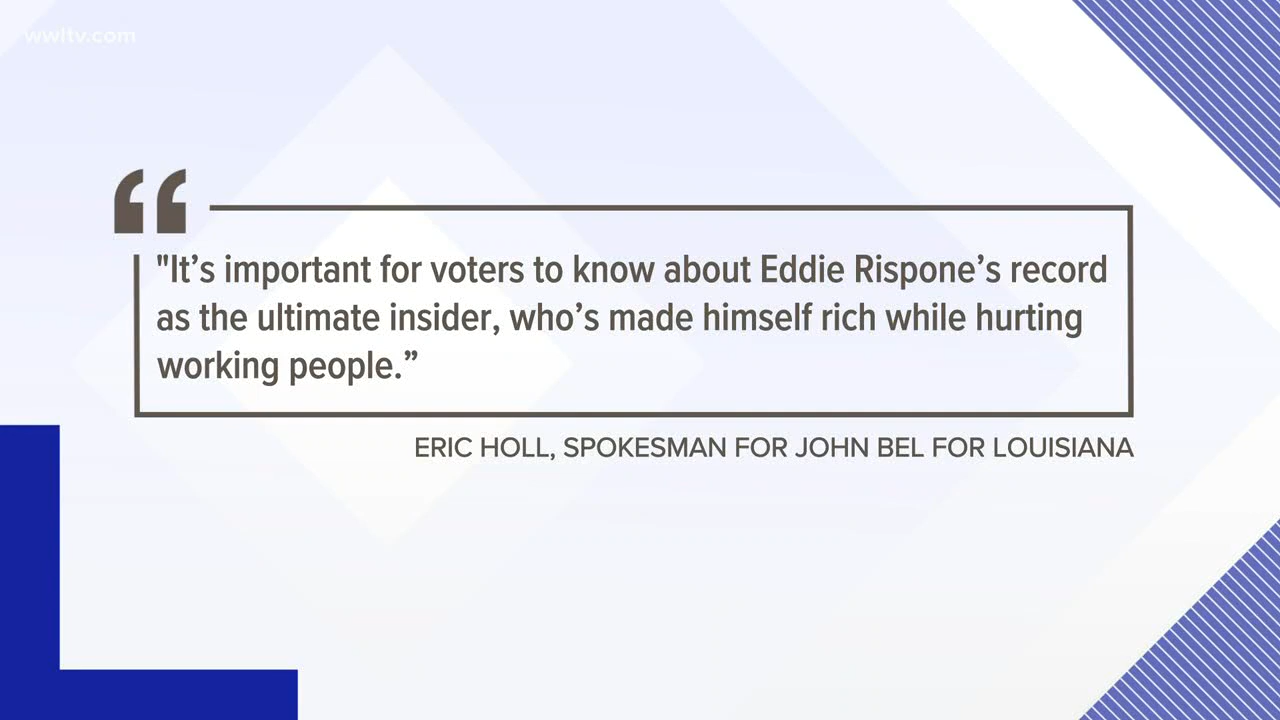 wwltv.com
"It’s important for voters to know about Eddie Rispone’s record
as the ultimate insider, who’s made himself rich while hurting
working people.”
ERIC HOLL, SPOKESMAN FOR JOHN BEL FOR LOUISIANA